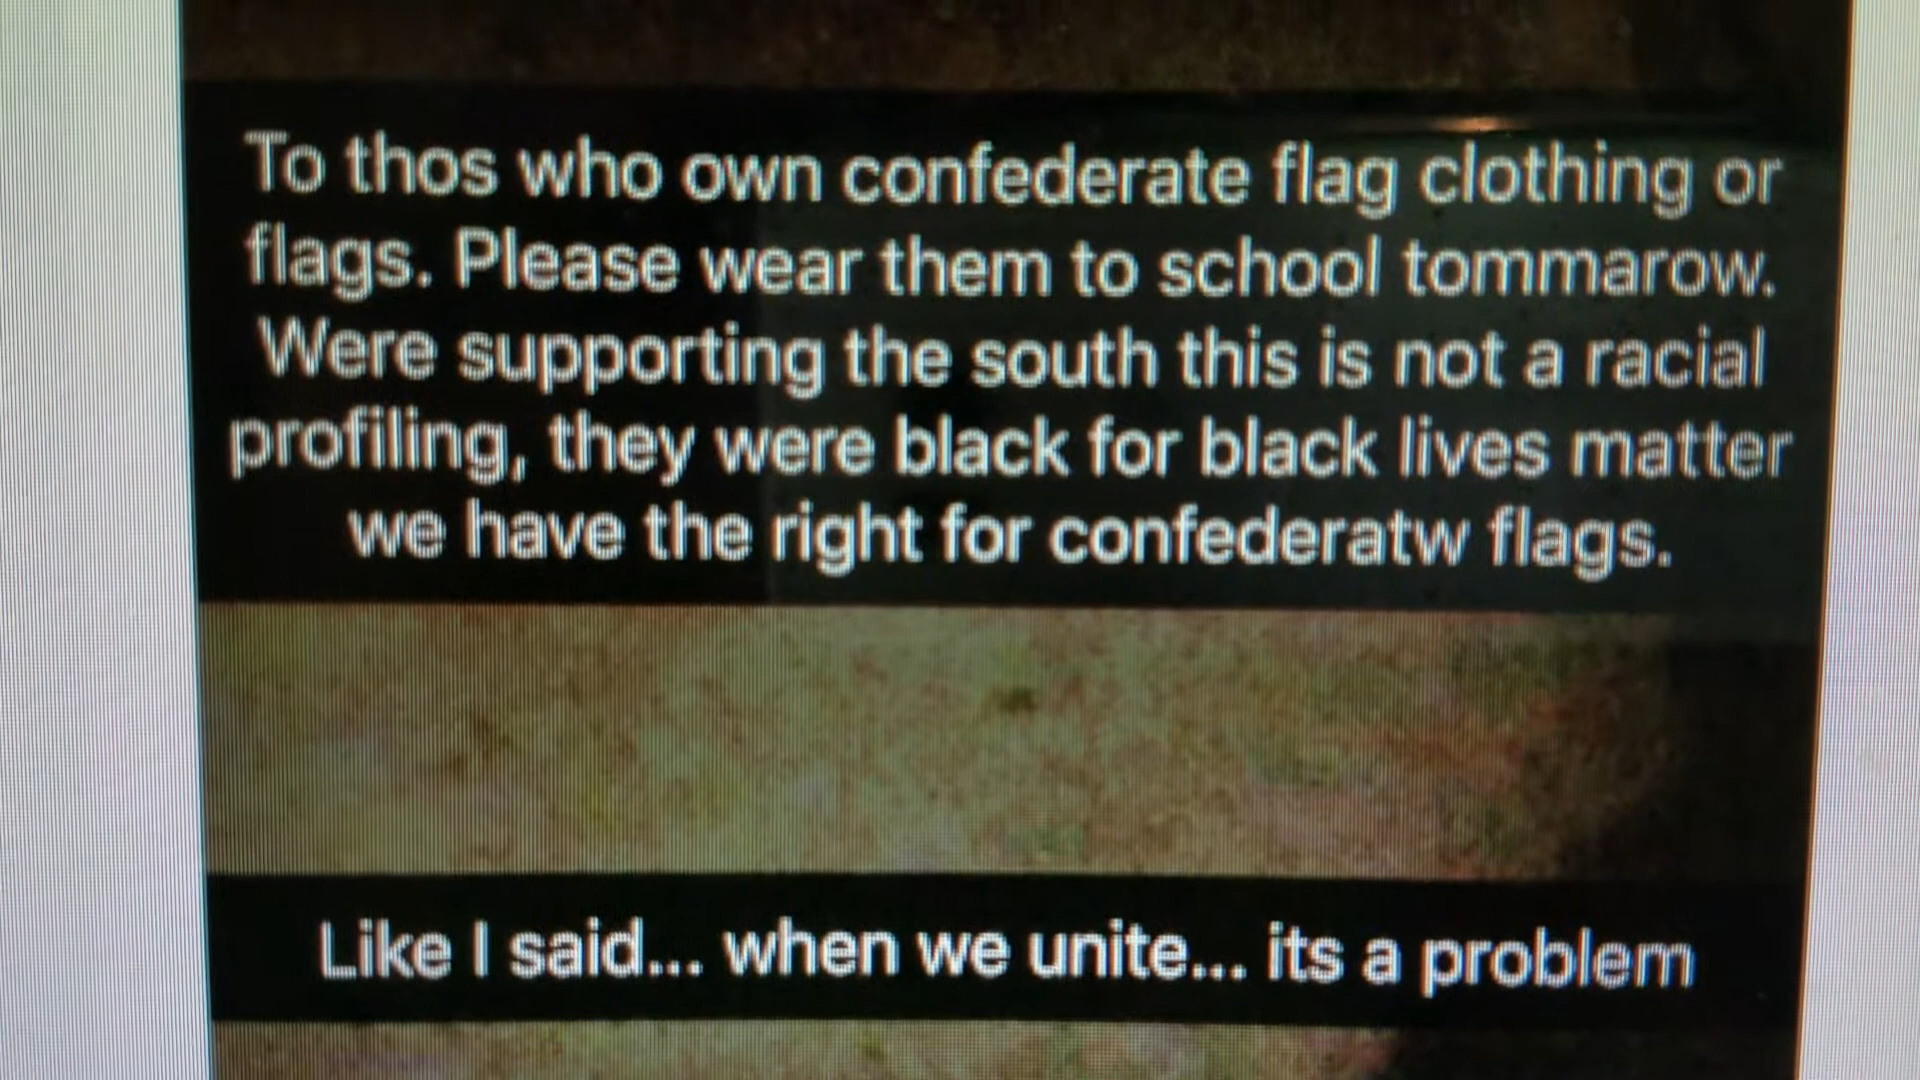 To thos who own confederate flag clothing or
flags. Please wear them to school tommarow.
Were supporting the south this is not a racial
profiling, they were black for black lives matter
we have the right for confederatw flags.
Like I said... when we unite... its a problem